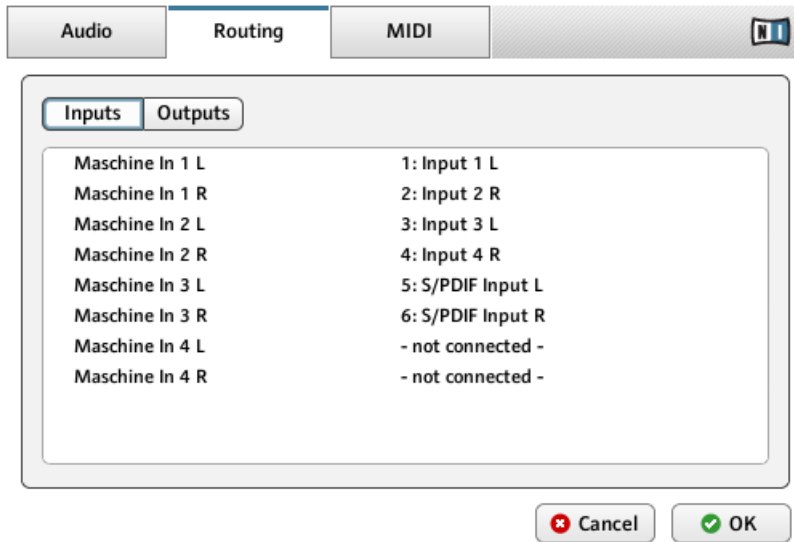 Audio Routing MIDI NI
Inputs Outputs
Maschine In 1 L 1: Input 1 L
Maschine In 1 R 2: Input 2 R
Maschine In 2 L 3: Input 3 L
Maschine In 2 R 4: Input 4 R
Maschine In 3 L 5: S/PDIF Input L
Maschine In 3 R 6: S/PDIF Input R
Maschine In 4 L - not connected -
Maschine In 4 R - not connected -
Cancel OK